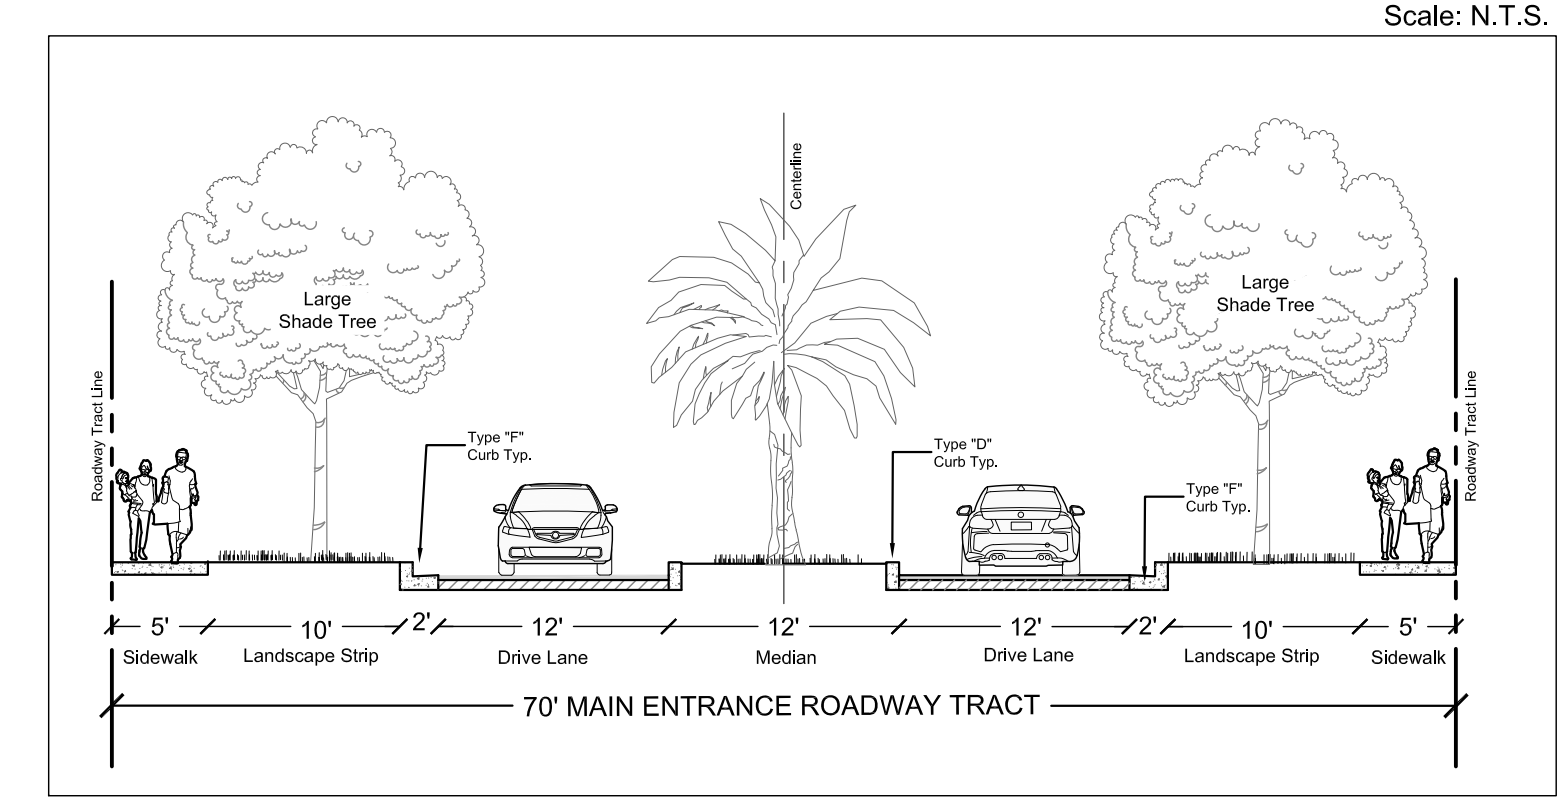 Scale: N.T.S.
Centerline
Large
Shade Tree
Large
Shade Tree
Roadway Tract Line
Roadway Tract Line
Type "F"
Curb Typ.
Type "D"
Curb Typ.
Type "F"
Curb Typ.
5' 10' 2' 12' 12' 12' 2' 10' 5'
Sidewalk Landscape Strip Drive Lane Median Drive Lane Landscape Strip Sidewalk
70' MAIN ENTRANCE ROADWAY TRACT